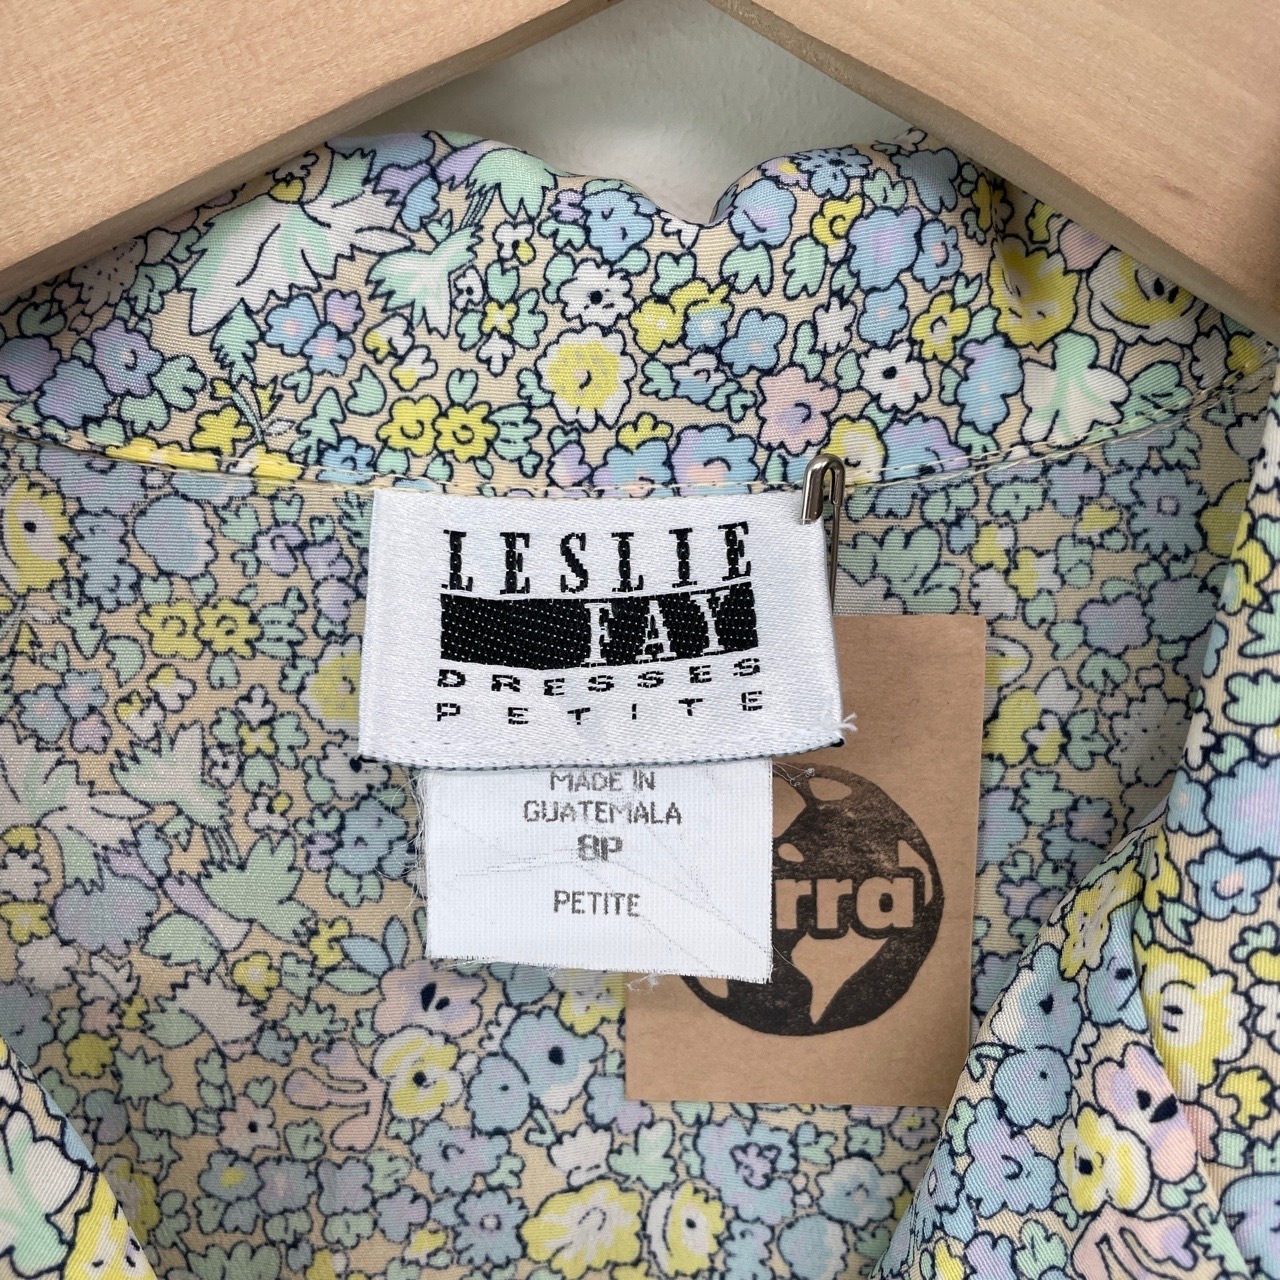 LESLIE
FAY
DRESSES
PETITE
MADE IN
GUATEMALA
8P
PETITE